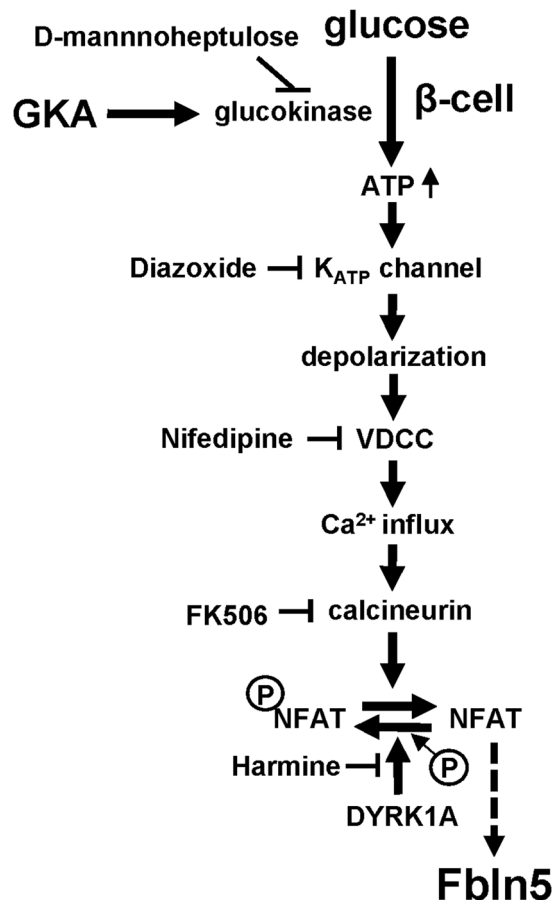 D-mannnoheptulose
glucose
GKA
glucokinase
β-cell
ATP
Diazoxide
K_ATP channel
depolarization
Nifedipine
VDCC
Ca²⁺ influx
FK506
calcineurin
P
NFAT
NFAT
Harmine
P
DYRK1A
Fbln5